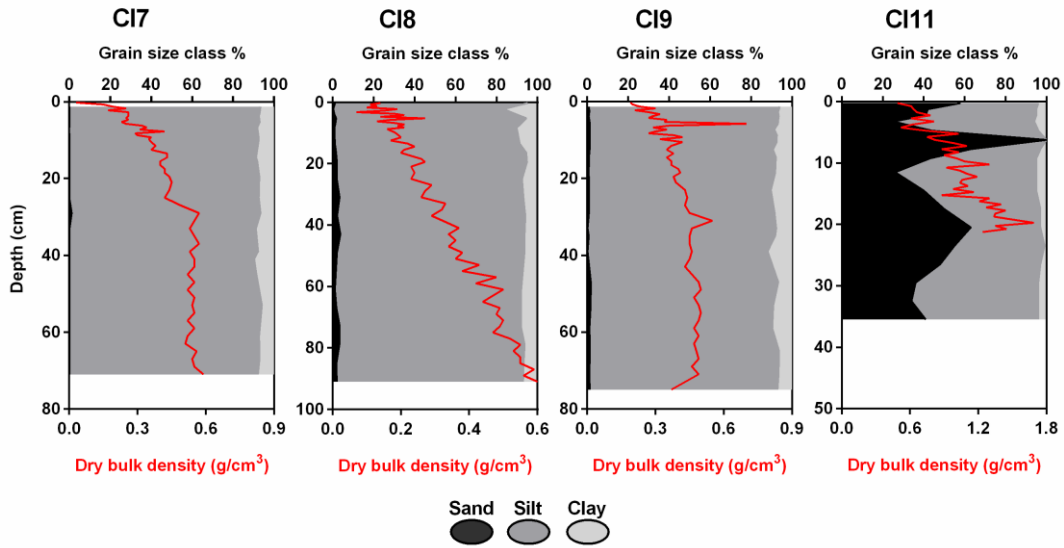 CI7 CI8 CI9 CI11
Grain size class % Grain size class % Grain size class % Grain size class %
0 20 40 60 80 100 0 20 40 60 80 100 0 20 40 60 80 100 0 20 40 60 80 100
0 0 0 0
10
20 20 20 20
Depth (cm)
40 40 40 30
60 60 60 40
80
80 100 80 50
0.0 0.3 0.6 0.9 0.0 0.2 0.4 0.6 0.0 0.3 0.6 0.9 0.0 0.6 1.2 1.8
Dry bulk density (g/cm³) Dry bulk density (g/cm³) Dry bulk density (g/cm³) Dry bulk density (g/cm³)
Sand Silt Clay